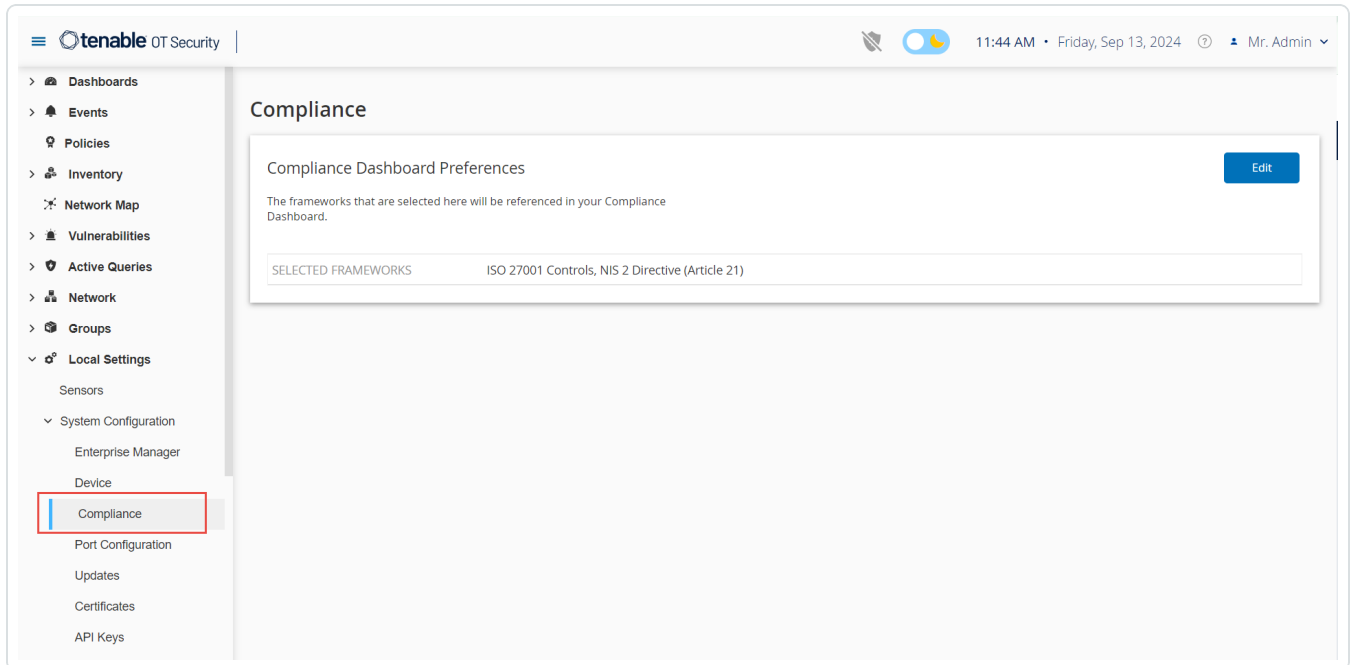 tenable OT Security
11:44 AM • Friday, Sep 13, 2024 ? Mr. Admin
Dashboards
Events
Policies
Inventory
Network Map
Vulnerabilities
Active Queries
Network
Groups
Local Settings
Sensors
System Configuration
Enterprise Manager
Device
Compliance
Port Configuration
Updates
Certificates
API Keys
Compliance
Compliance Dashboard Preferences
Edit
The frameworks that are selected here will be referenced in your Compliance
Dashboard.
SELECTED FRAMEWORKS ISO 27001 Controls, NIS 2 Directive (Article 21)